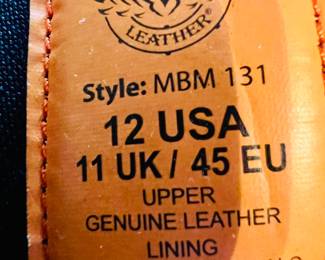 LEATHER
Style: MBM 131
12 USA
11 UK / 45 EU
UPPER
GENUINE LEATHER
LINING